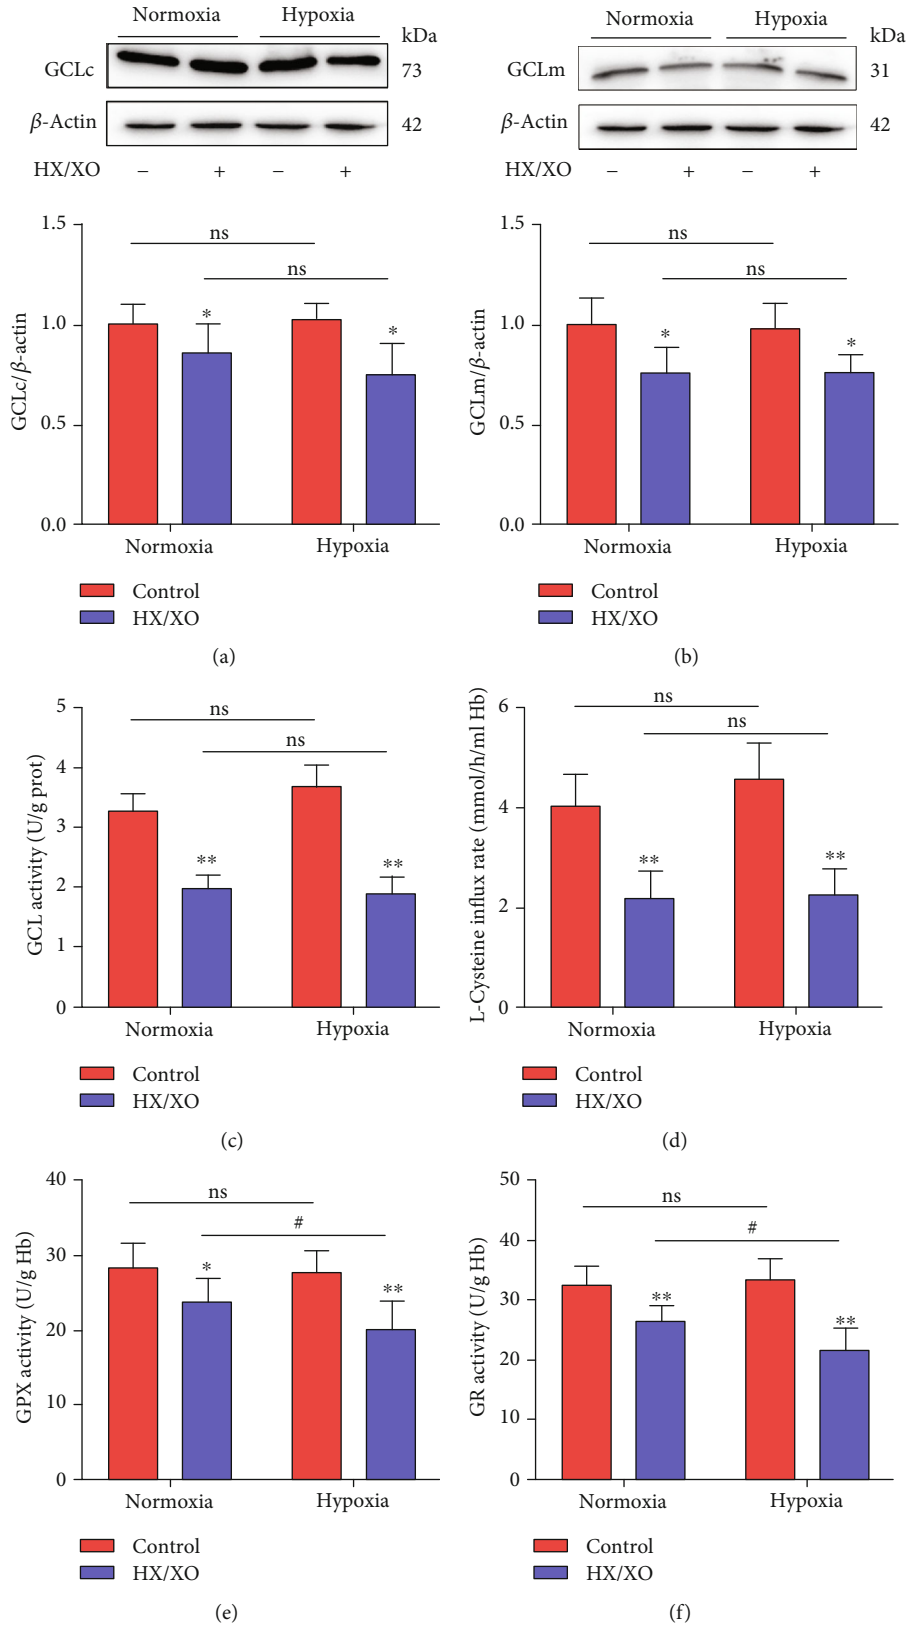 Normoxia Hypoxia
kDa
GCLc 73
β-Actin 42
HX/XO − + − +
1.5
ns
ns
1.0
*
*
0.5
0.0
GCLc/β-actin
Normoxia Hypoxia
Control
HX/XO
(a)
Normoxia Hypoxia
kDa
GCLm 31
β-Actin 42
HX/XO − + − +
1.5
ns
ns
1.0
*
*
0.5
0.0
GCLm/β-actin
Normoxia Hypoxia
Control
HX/XO
(b)
5
ns
ns
4
3
**
**
2
1
0
GCL activity (U/g prot)
Normoxia Hypoxia
Control
HX/XO
(c)
6
ns
ns
4
**
**
2
0
L-Cysteine influx rate (mmol/h/ml Hb)
Normoxia Hypoxia
Control
HX/XO
(d)
40
ns
#
30
*
**
20
10
0
GPX activity (U/g Hb)
Normoxia Hypoxia
Control
HX/XO
(e)
50
ns
#
40
30
**
**
20
10
0
GR activity (U/g Hb)
Normoxia Hypoxia
Control
HX/XO
(f)